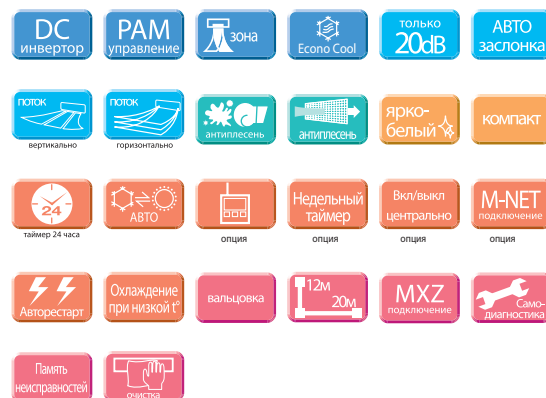 DC
инвертор
PAM
управление
зона
Econo Cool
только
20dB
АВТО
заслонка
поток
вертикально
поток
горизонтально
антиплесень
антиплесень
ярко-
белый
компакт
24
таймер 24 часа
АВТО
опция
Недельный
таймер
опция
Вкл/выкл
центрально
опция
M-NET
подключение
опция
Авторестарт
Охлаждение
при низкой t°
вальцовка
12м
20м
MXZ
подключение
Само-
диагностика
Память
неисправностей
очистка